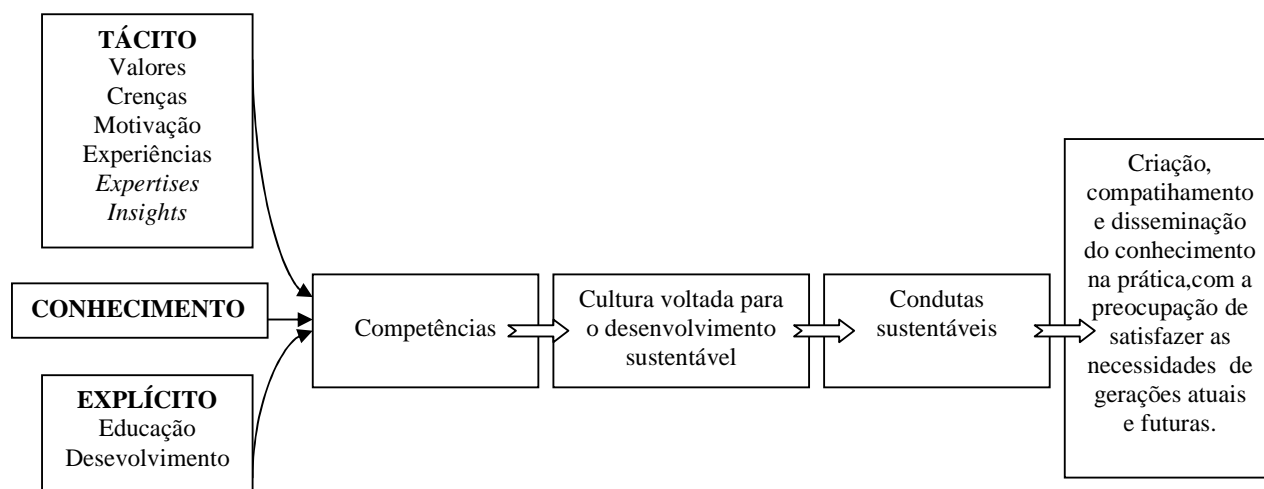 TÁCITO
Valores
Crenças
Motivação
Experiências
Expertises
Insights
CONHECIMENTO
EXPLÍCITO
Educação
Desevolvimento
Competências
Cultura voltada para
o desenvolvimento
sustentável
Condutas
sustentáveis
Criação,
compatihamento
e disseminação
do conhecimento
na prática,com a
preocupação de
satisfazer as
necessidades de
gerações atuais
e futuras.